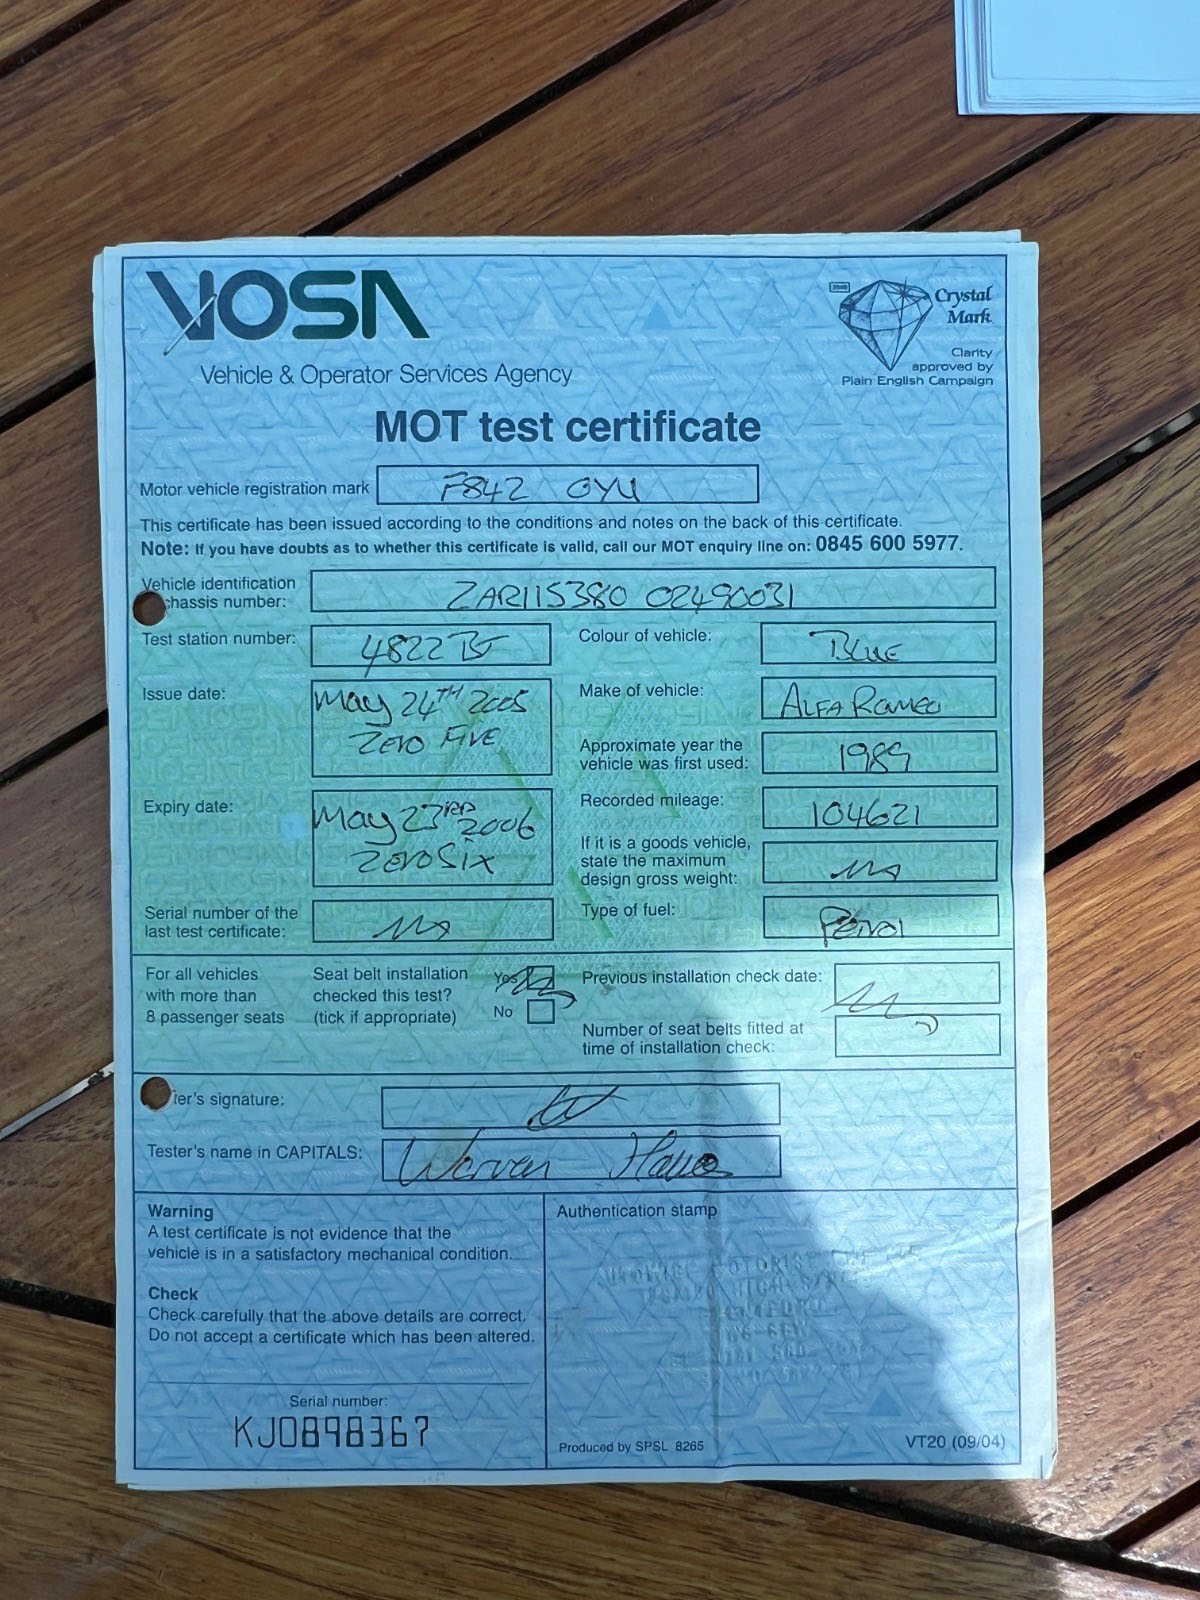 VOSA
Vehicle & Operator Services Agency
Crystal
Mark
Clarity
approved by
Plain English Campaign
MOT test certificate
Motor vehicle registration mark F842 OYU
This certificate has been issued according to the conditions and notes on the back of this certificate.
Note: If you have doubts as to whether this certificate is valid, call our MOT enquiry line on: 0845 600 5977.
Vehicle identification
chassis number: ZAR115380 02490031
Test station number: 4822
Colour of vehicle: BLUE
Issue date: May 24TH 2005
ZERO FIVE
Make of vehicle: ALFA ROMEO
Approximate year the
vehicle was first used: 1989
Expiry date: May 23RD 2006
ZERO SIX
Recorded mileage: 104621
If it is a goods vehicle,
state the maximum
design gross weight:
Serial number of the
last test certificate:
Type of fuel: Petrol
For all vehicles
with more than
8 passenger seats
Seat belt installation
checked this test?
(tick if appropriate)
Yes
No
Previous installation check date:
Number of seat belts fitted at
time of installation check:
ter's signature:
Tester's name in CAPITALS: Warren
Warning
A test certificate is not evidence that the
vehicle is in a satisfactory mechanical condition.
Check
Check carefully that the above details are correct.
Do not accept a certificate which has been altered.
Serial number:
KJ0898367
Authentication stamp
Produced by SPSL 8265
VT20 (09/04)